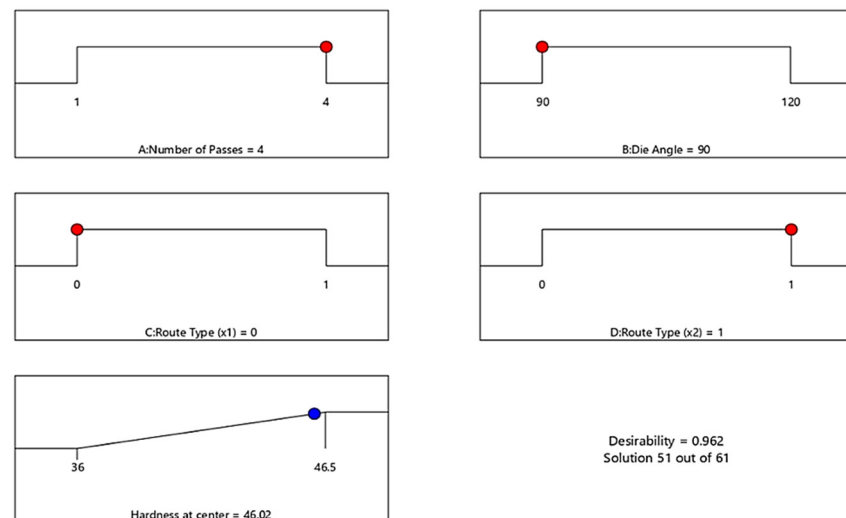 1 4
A:Number of Passes = 4
90 120
B:Die Angle = 90
0 1
C:Route Type (x1) = 0
0 1
D:Route Type (x2) = 1
36 46.5
Hardness at center = 46.02
Desirability = 0.962
Solution 51 out of 61